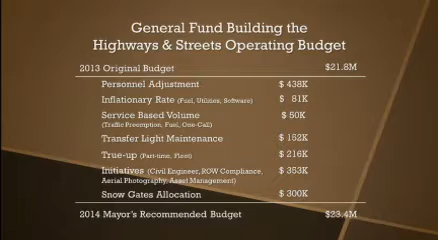 General Fund Building the
Highways & Streets Operating Budget
2013 Original Budget $21.8M
Personnel Adjustment $ 438K
Inflationary Rate (Fuel, Utilities, Software) $ 81K
Service Based Volume $ 50K
(Traffic Preemption, Fuel, One-Call)
Transfer Light Maintenance $ 152K
True-up (Part-time, Fleet) $ 216K
Initiatives (Civil Engineer, ROW Compliance, $ 353K
Aerial Photography, Asset Management)
Snow Gates Allocation $ 300K
2014 Mayor's Recommended Budget $23.4M